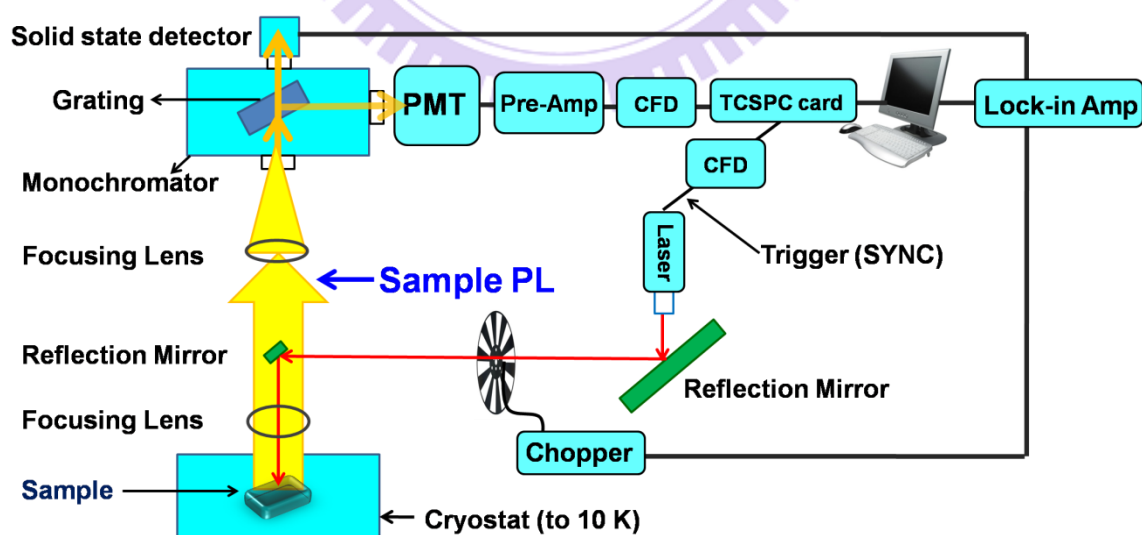 Solid state detector
Grating
PMT
Pre-Amp
CFD
TCSPC card
Lock-in Amp
CFD
Monochromator
Laser
Trigger (SYNC)
Focusing Lens
Sample PL
Reflection Mirror
Reflection Mirror
Focusing Lens
Chopper
Sample
Cryostat (to 10 K)